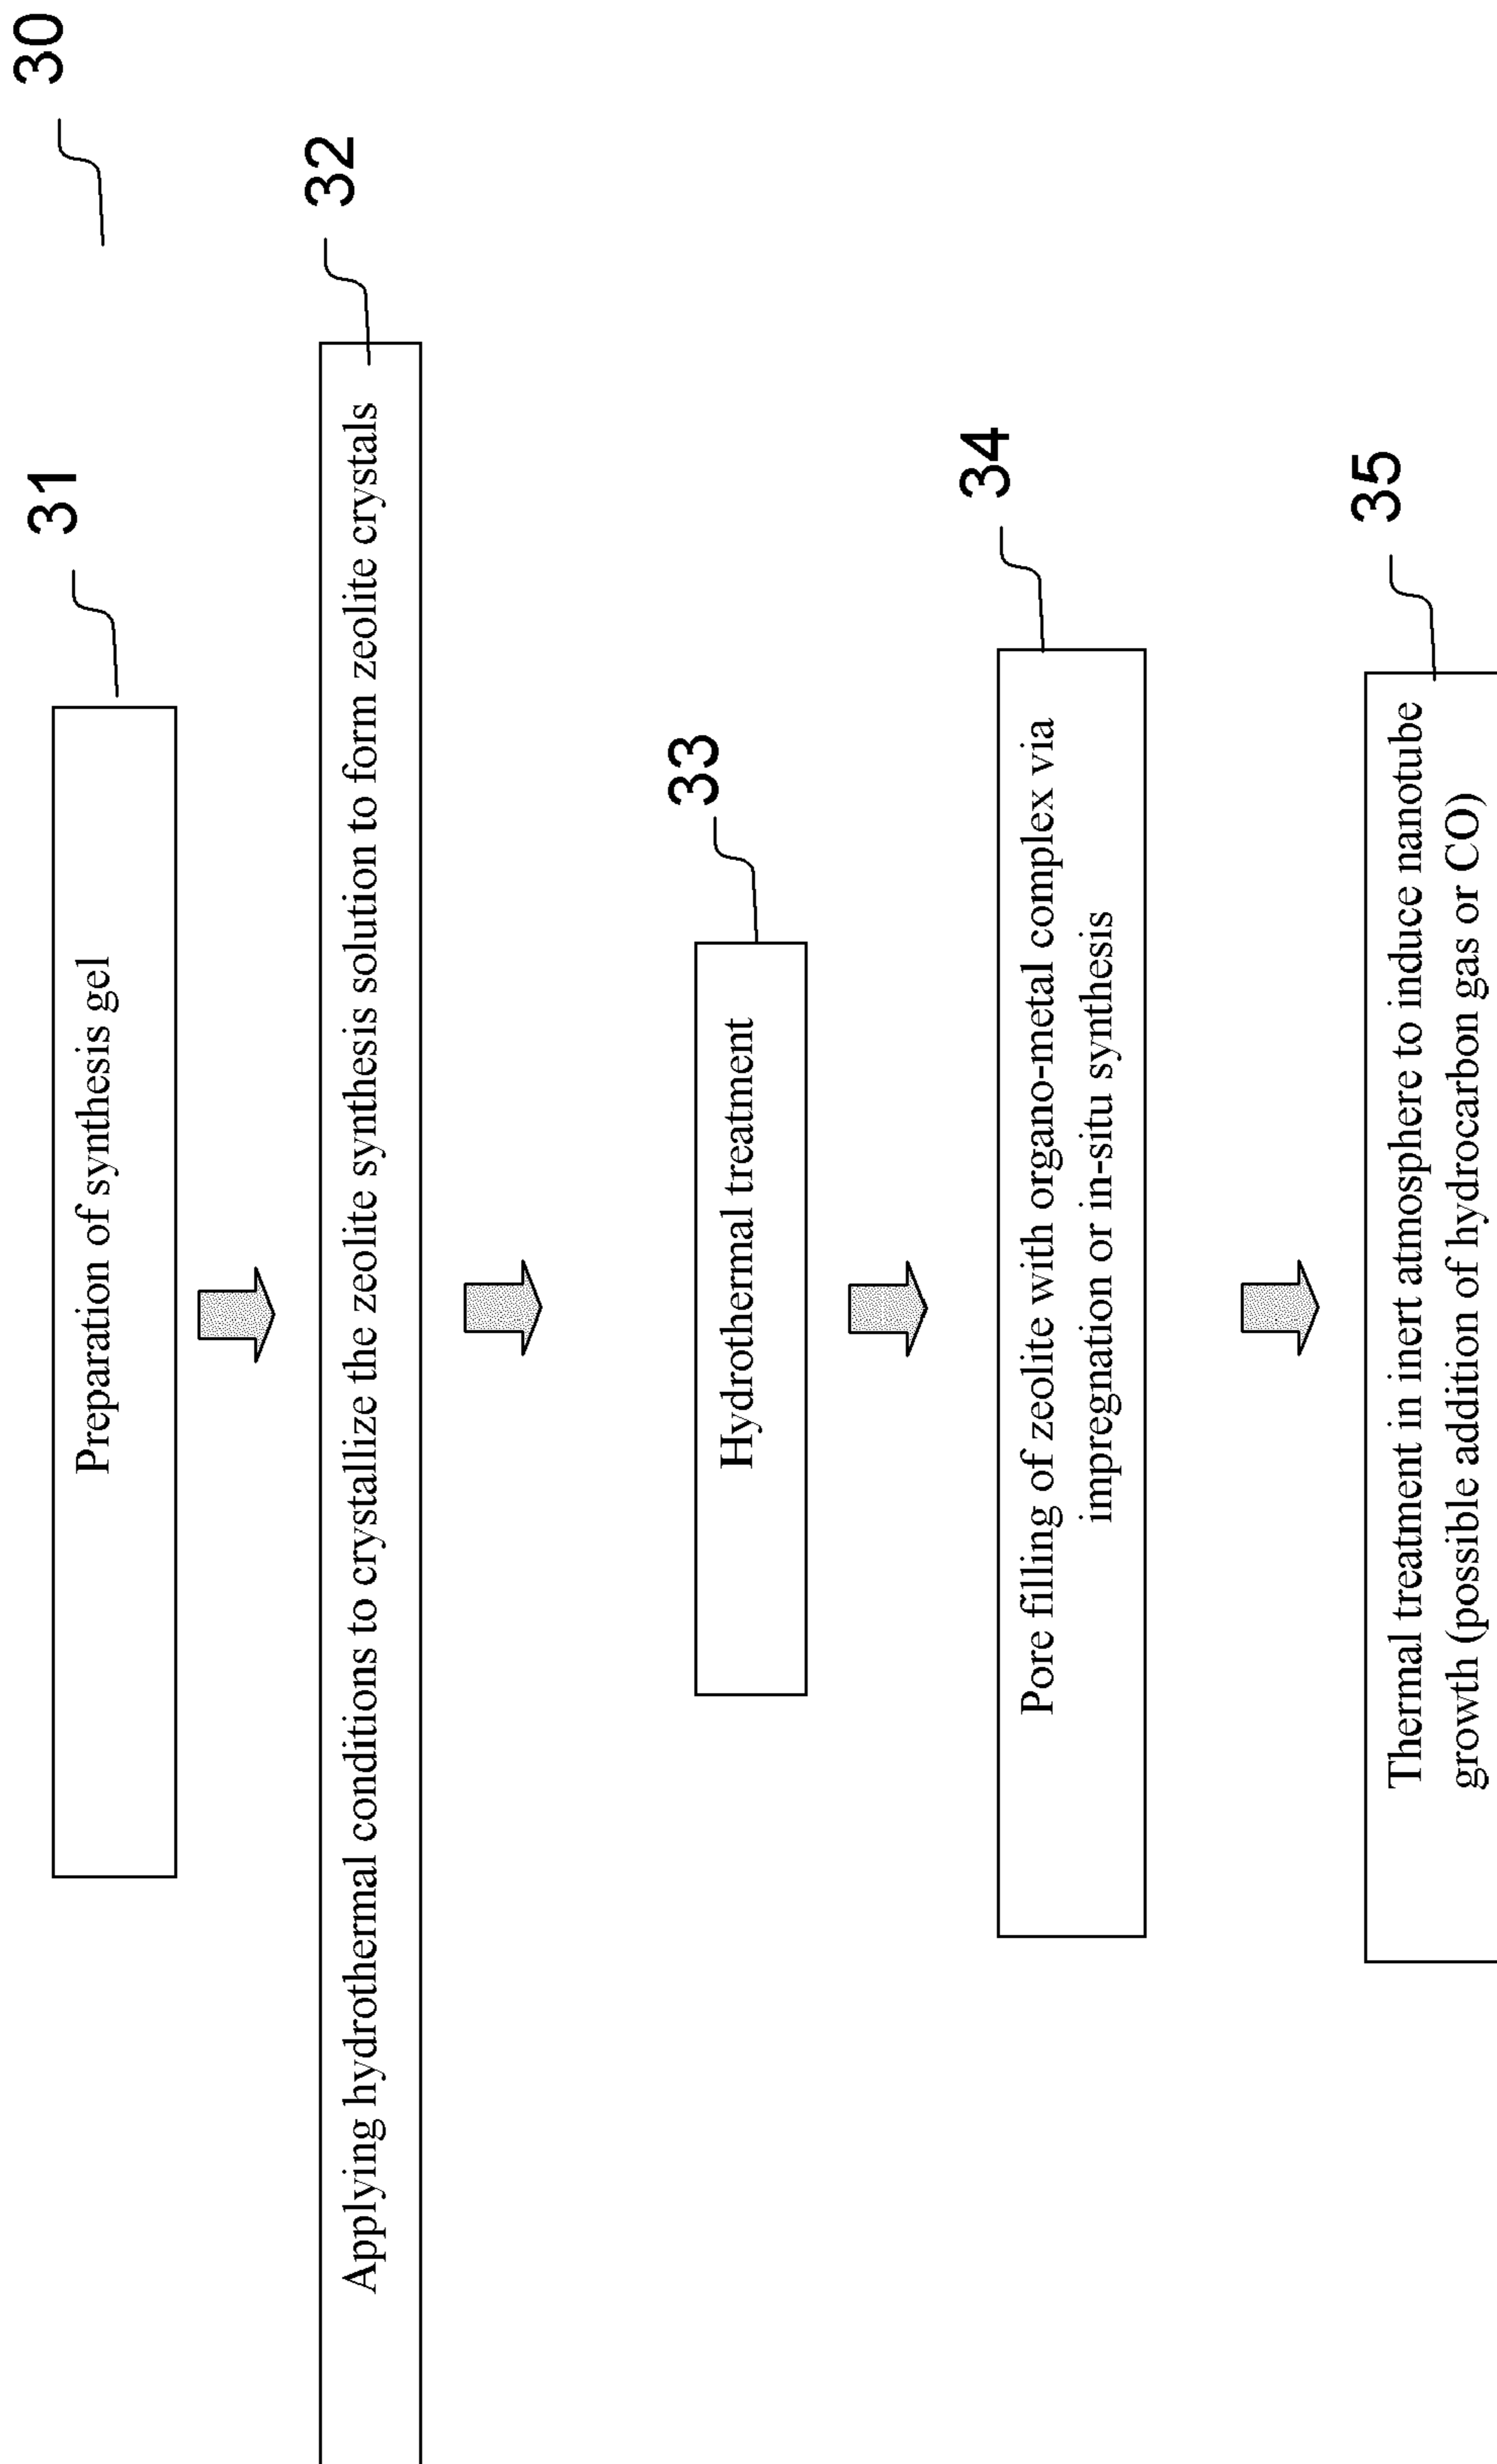 30
31
Preparation of synthesis gel
32
Applying hydrothermal conditions to crystallize the zeolite synthesis solution to form zeolite crystals
33
Hydrothermal treatment
34
Pore filling of zeolite with organo-metal complex via
impregnation or in-situ synthesis
35
Thermal treatment in inert atmosphere to induce nanotube
growth (possible addition of hydrocarbon gas or CO)